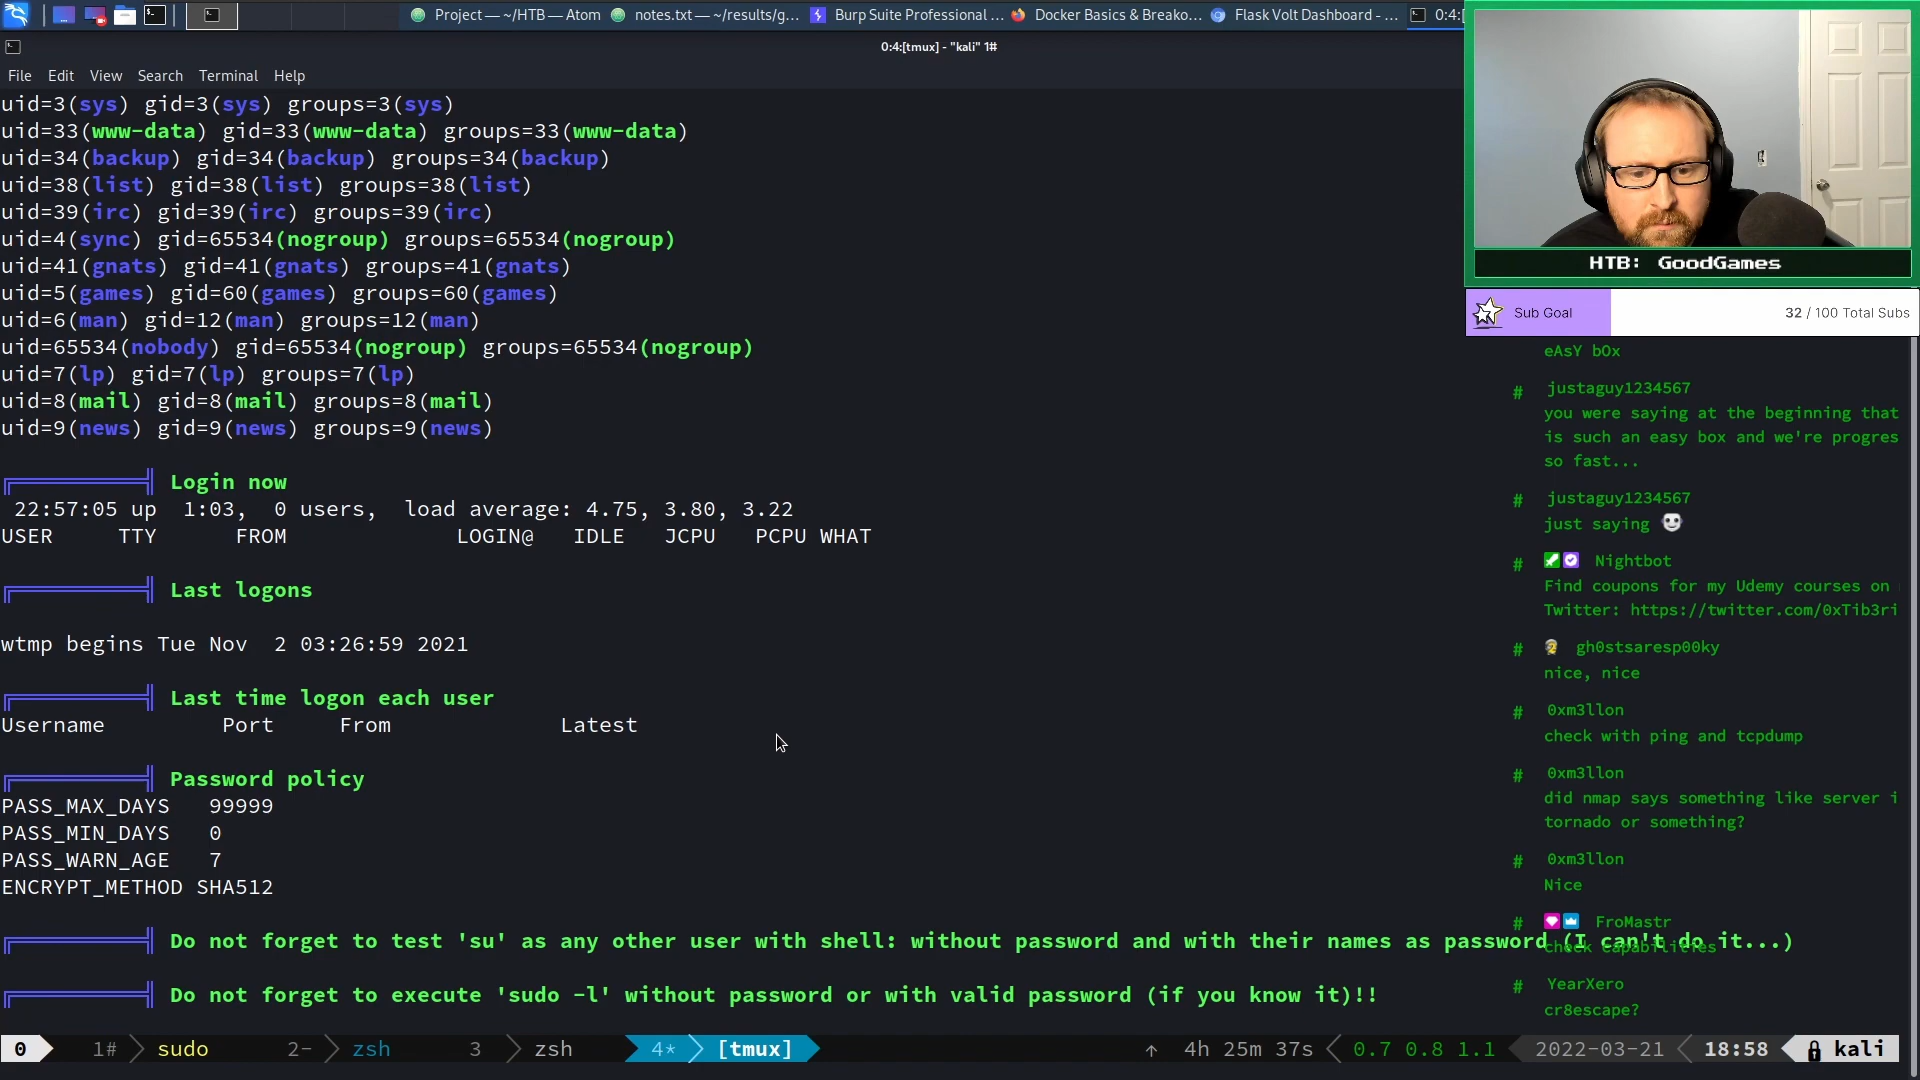 Project — ~/HTB — Atom
notes.txt — ~/results/g...
Burp Suite Professional ...
Docker Basics & Breako...
Flask Volt Dashboard - ...
0:4:[
0:4:[tmux] - "kali" 1#
File Edit View Search Terminal Help
uid=3(sys) gid=3(sys) groups=3(sys)
uid=33(www-data) gid=33(www-data) groups=33(www-data)
uid=34(backup) gid=34(backup) groups=34(backup)
uid=38(list) gid=38(list) groups=38(list)
uid=39(irc) gid=39(irc) groups=39(irc)
uid=4(sync) gid=65534(nogroup) groups=65534(nogroup)
uid=41(gnats) gid=41(gnats) groups=41(gnats)
uid=5(games) gid=60(games) groups=60(games)
uid=6(man) gid=12(man) groups=12(man)
uid=65534(nobody) gid=65534(nogroup) groups=65534(nogroup)
uid=7(lp) gid=7(lp) groups=7(lp)
uid=8(mail) gid=8(mail) groups=8(mail)
uid=9(news) gid=9(news) groups=9(news)
Login now
22:57:05 up 1:03, 0 users, load average: 4.75, 3.80, 3.22
USER TTY FROM LOGIN@ IDLE JCPU PCPU WHAT
Last logons
wtmp begins Tue Nov 2 03:26:59 2021
Last time logon each user
Username Port From Latest
Password policy
PASS_MAX_DAYS 99999
PASS_MIN_DAYS 0
PASS_WARN_AGE 7
ENCRYPT_METHOD SHA512
Do not forget to test 'su' as any other user with shell: without password and with their names as password (I can't do it...)
Do not forget to execute 'sudo -l' without password or with valid password (if you know it)!!
HTB: GoodGames
Sub Goal 32 / 100 Total Subs
eAsY bOx
# justaguy1234567
you were saying at the beginning that
is such an easy box and we're progres
so fast...
# justaguy1234567
just saying
# Nightbot
Find coupons for my Udemy courses on
Twitter: https://twitter.com/0xTib3ri
# gh0stsaresp00ky
nice, nice
# 0xm3llon
check with ping and tcpdump
# 0xm3llon
did nmap says something like server i
tornado or something?
# 0xm3llon
Nice
# FroMastr
check capabilities
# YearXero
cr8escape?
0 1# sudo 2- zsh 3 zsh 4* [tmux] ↑ 4h 25m 37s 0.7 0.8 1.1 2022-03-21 18:58 kali